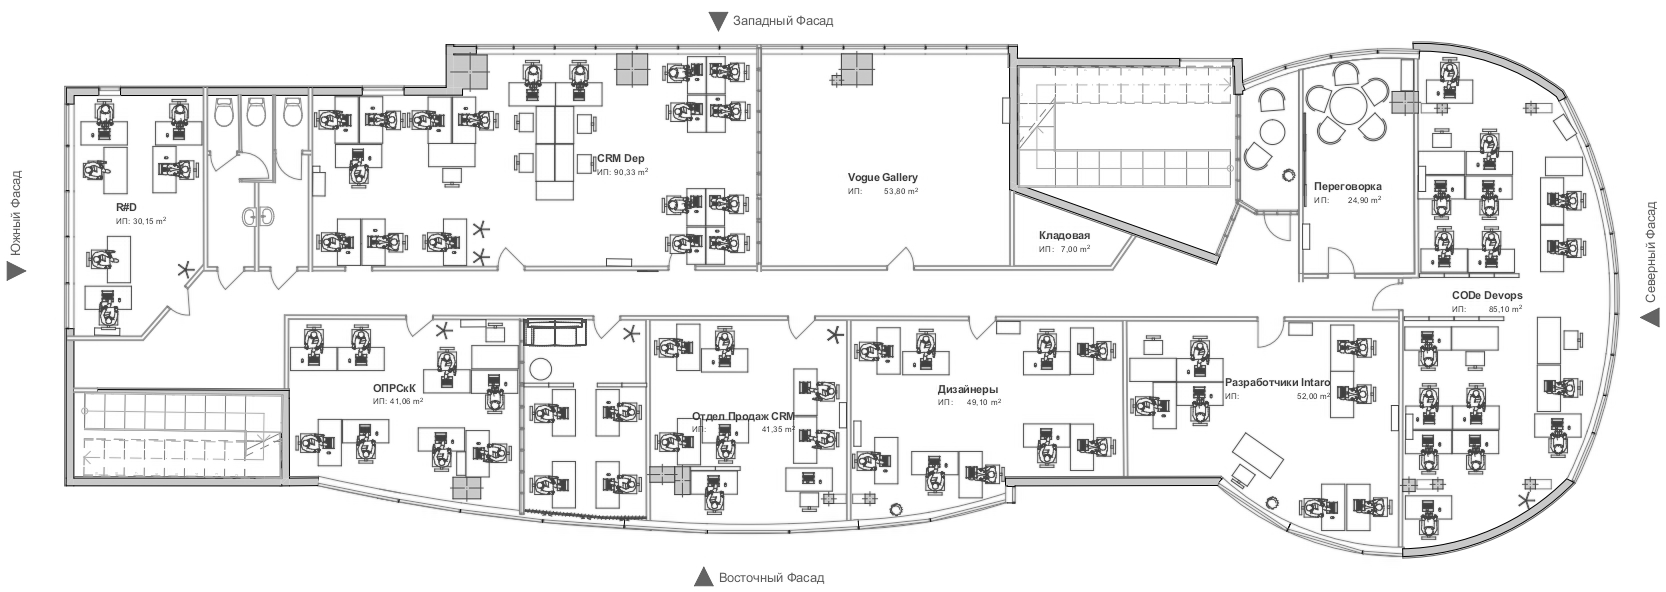 Западный Фасад
Южный Фасад
Северный Фасад
R#D
ИП: 30,15 m²
CRM Dep
ИП: 90,33 m²
Vogue Gallery
ИП: 53,80 m²
Кладовая
ИП: 7,00 m²
Переговорка
ИП: 24,90 m²
CODe Devops
ИП: 85,10 m²
ОПРСкК
ИП: 41,06 m²
Отдел Продаж CRM
ИП: 41,35 m²
Дизайнеры
ИП: 49,10 m²
Разработчики Intaro
ИП: 52,00 m²
Восточный Фасад